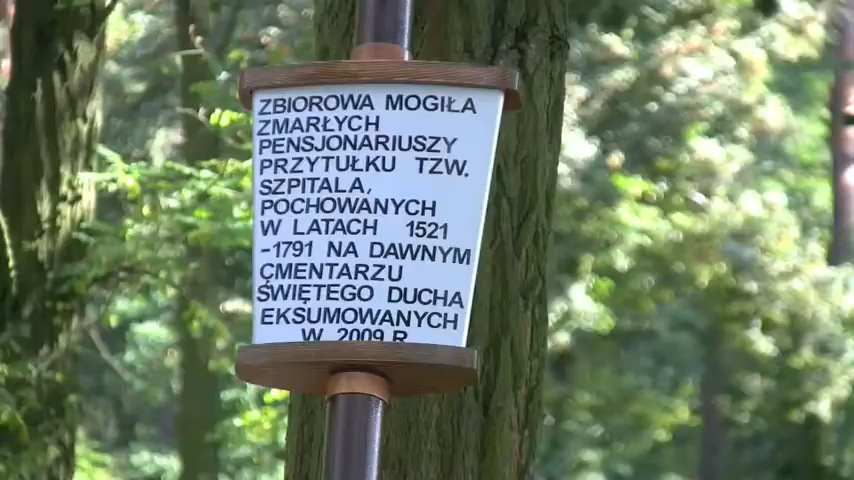 ZBIOROWA MOGIŁA
ZMARŁYCH
PENSJONARIUSZY
PRZYTUŁKU TZW.
SZPITALA,
POCHOWANYCH
W LATACH 1521
-1791 NA DAWNYM
CMENTARZU
ŚWIĘTEGO DUCHA
EKSUMOWANYCH
W 2009 R